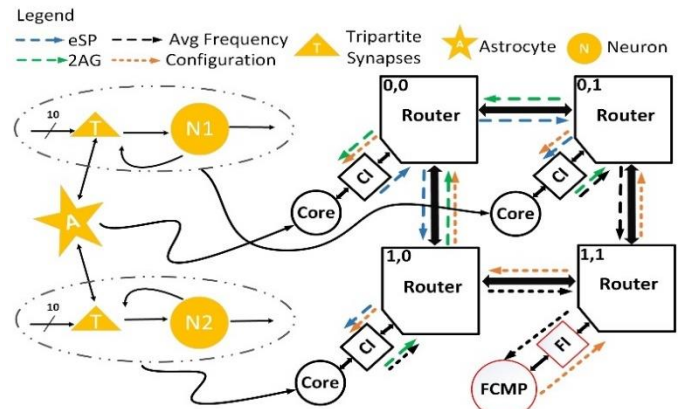 Legend
eSP
Avg Frequency
2AG
Configuration
T
Tripartite
Synapses
A
Astrocyte
N
Neuron
10
T
N1
A
10
T
N2
0,0
Router
CI
Core
0,1
Router
CI
Core
1,0
Router
CI
Core
1,1
Router
FI
FCMP